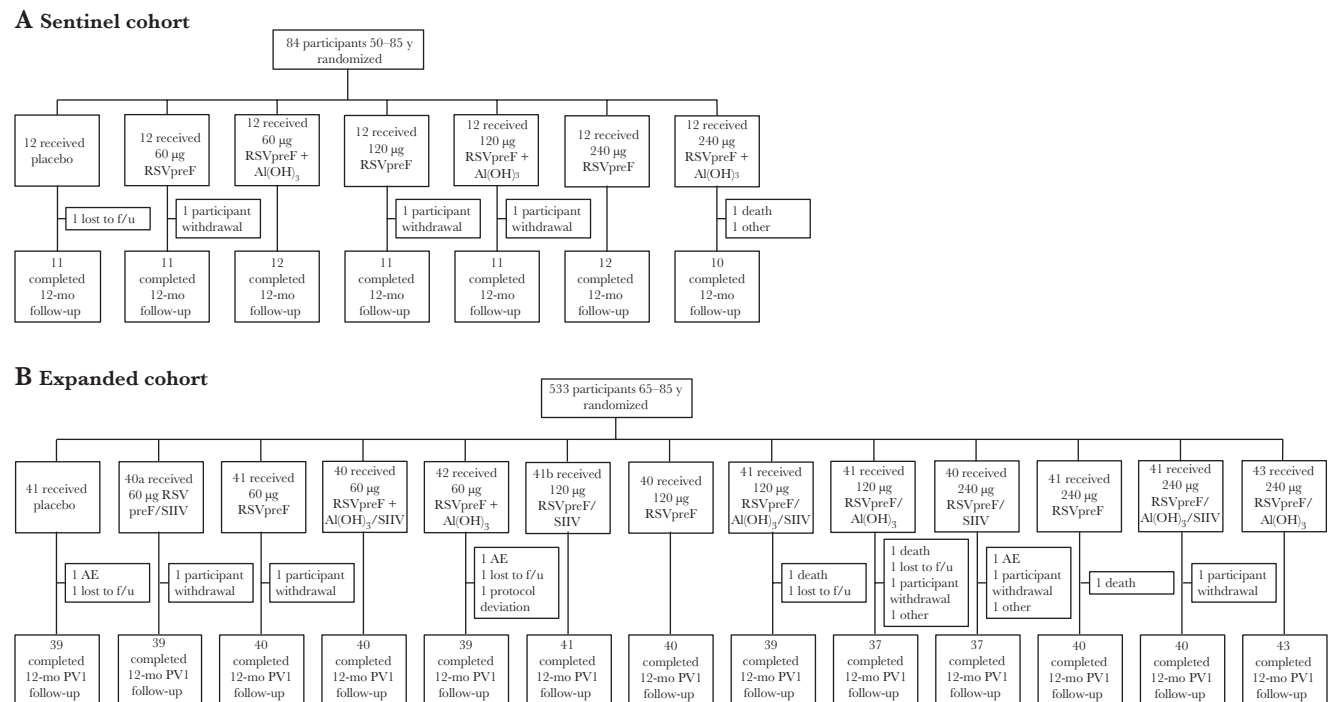 A Sentinel cohort
84 participants 50–85 y
randomized
12 received
placebo
12 received
60 µg
RSVpreF
12 received
60 µg
RSVpreF +
Al(OH)3
12 received
120 µg
RSVpreF
12 received
120 µg
RSVpreF +
Al(OH)3
12 received
240 µg
RSVpreF
12 received
240 µg
RSVpreF +
Al(OH)3
1 lost to f/u
1 participant
withdrawal
1 participant
withdrawal
1 participant
withdrawal
1 death
1 other
11
completed
12-mo
follow-up
11
completed
12-mo
follow-up
12
completed
12-mo
follow-up
11
completed
12-mo
follow-up
11
completed
12-mo
follow-up
12
completed
12-mo
follow-up
10
completed
12-mo
follow-up
B Expanded cohort
533 participants 65–85 y
randomized
41 received
placebo
40a received
60 µg RSV
preF/SIIV
41 received
60 µg
RSVpreF
40 received
60 µg
RSVpreF +
Al(OH)3/SIIV
42 received
60 µg
RSVpreF +
Al(OH)3
41b received
120 µg
RSVpreF/
SIIV
40 received
120 µg
RSVpreF
41 received
120 µg
RSVpreF/
Al(OH)3/SIIV
41 received
120 µg
RSVpreF/
Al(OH)3
40 received
240 µg
RSVpreF/
SIIV
41 received
240 µg
RSVpreF
41 received
240 µg
RSVpreF/
Al(OH)3/SIIV
43 received
240 µg
RSVpreF/
Al(OH)3
1 AE
1 lost to f/u
1 participant
withdrawal
1 participant
withdrawal
1 AE
1 lost to f/u
1 protocol
deviation
1 death
1 lost to f/u
1 death
1 lost to f/u
1 participant
withdrawal
1 other
1 AE
1 participant
withdrawal
1 other
1 death
1 participant
withdrawal
39
completed
12-mo PV1
follow-up
39
completed
12-mo PV1
follow-up
40
completed
12-mo PV1
follow-up
40
completed
12-mo PV1
follow-up
39
completed
12-mo PV1
follow-up
41
completed
12-mo PV1
follow-up
40
completed
12-mo PV1
follow-up
39
completed
12-mo PV1
follow-up
37
completed
12-mo PV1
follow-up
37
completed
12-mo PV1
follow-up
40
completed
12-mo PV1
follow-up
40
completed
12-mo PV1
follow-up
43
completed
12-mo PV1
follow-up